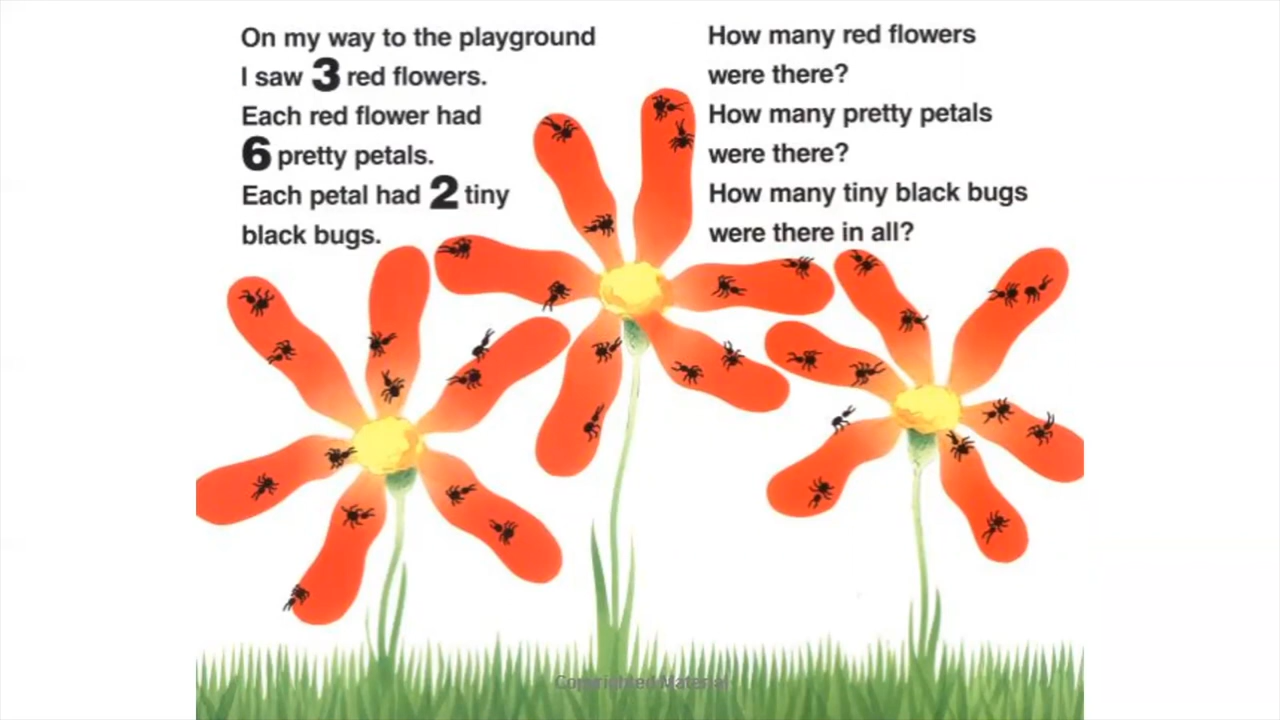 On my way to the playground
I saw 3 red flowers.
Each red flower had
6 pretty petals.
Each petal had 2 tiny
black bugs.
How many red flowers
were there?
How many pretty petals
were there?
How many tiny black bugs
were there in all?
Copyrighted Material